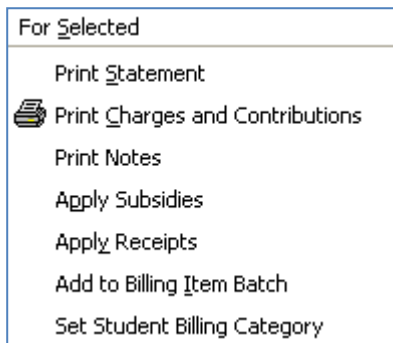 For Selected
Print Statement
Print Charges and Contributions
Print Notes
Apply Subsidies
Apply Receipts
Add to Billing Item Batch
Set Student Billing Category